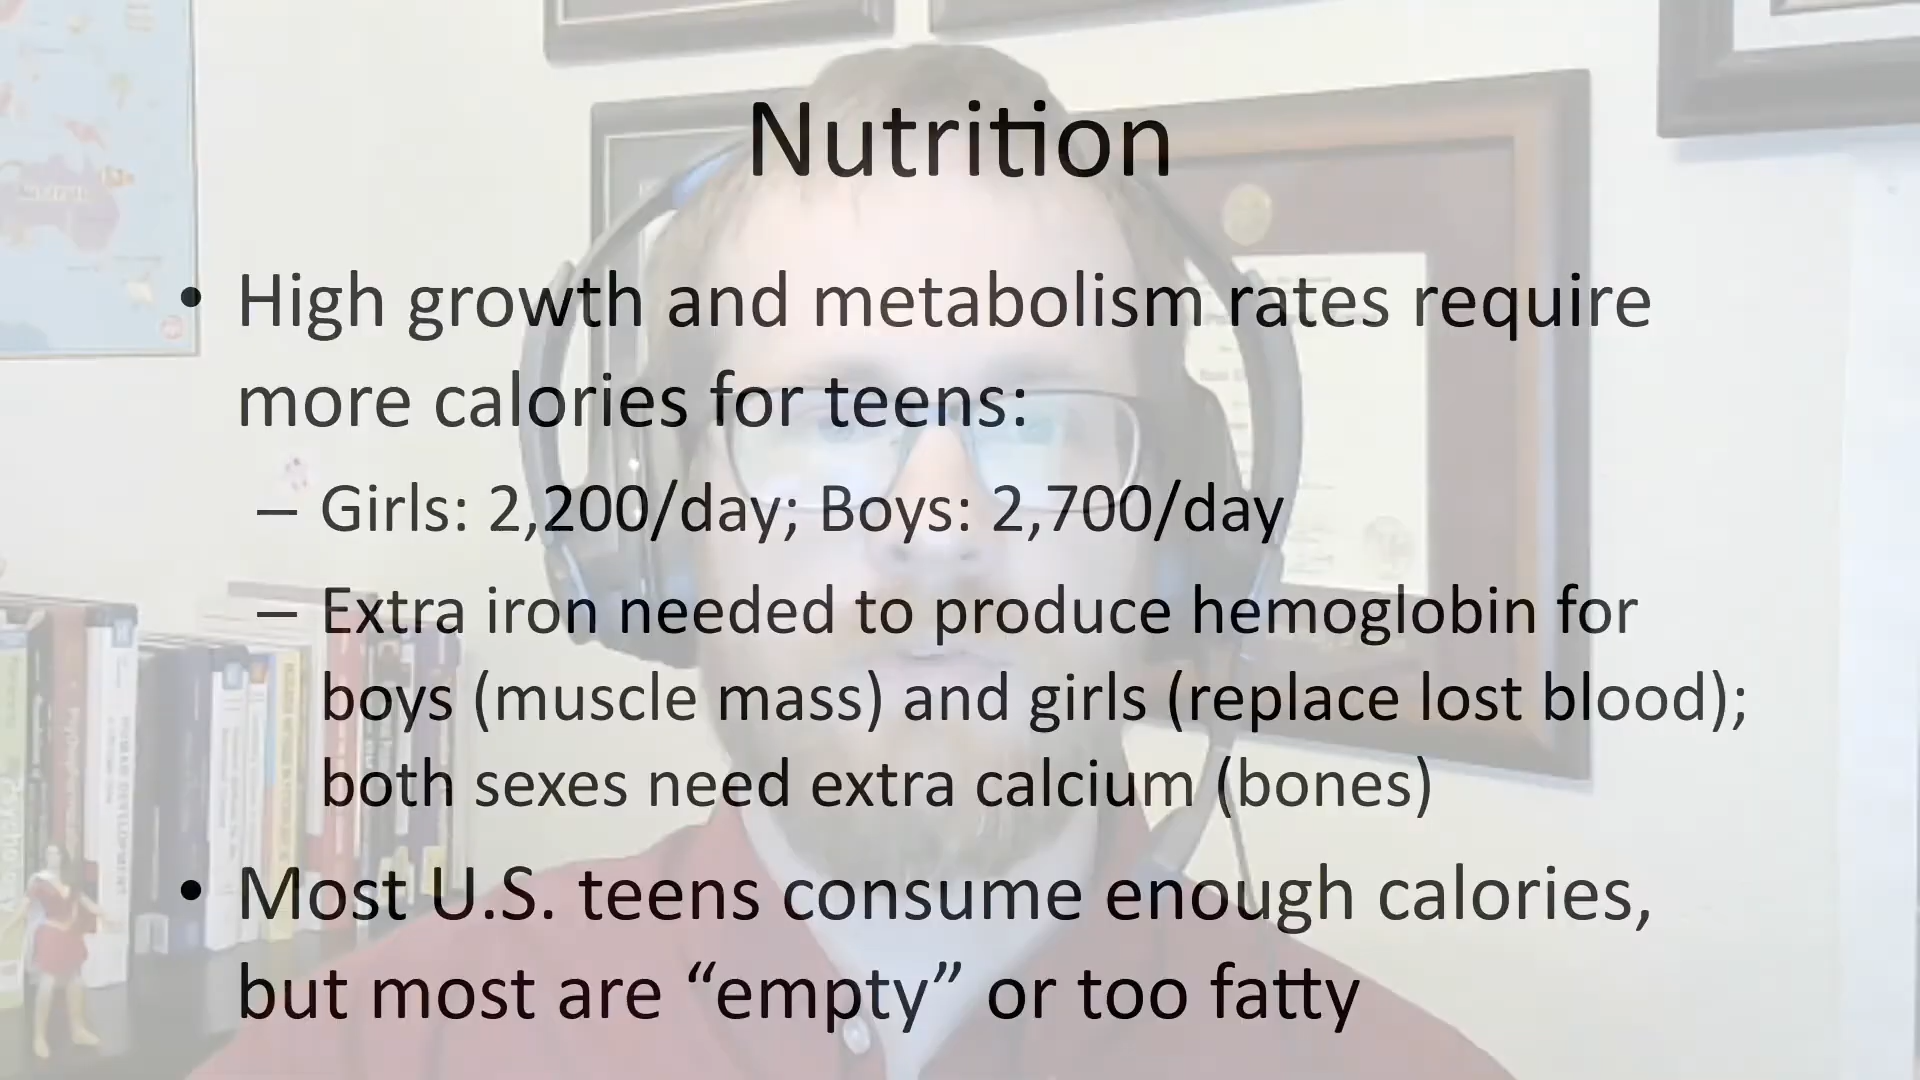 Nutrition
• High growth and metabolism rates require
more calories for teens:
– Girls: 2,200/day; Boys: 2,700/day
– Extra iron needed to produce hemoglobin for
boys (muscle mass) and girls (replace lost blood);
both sexes need extra calcium (bones)
• Most U.S. teens consume enough calories,
but most are “empty” or too fatty